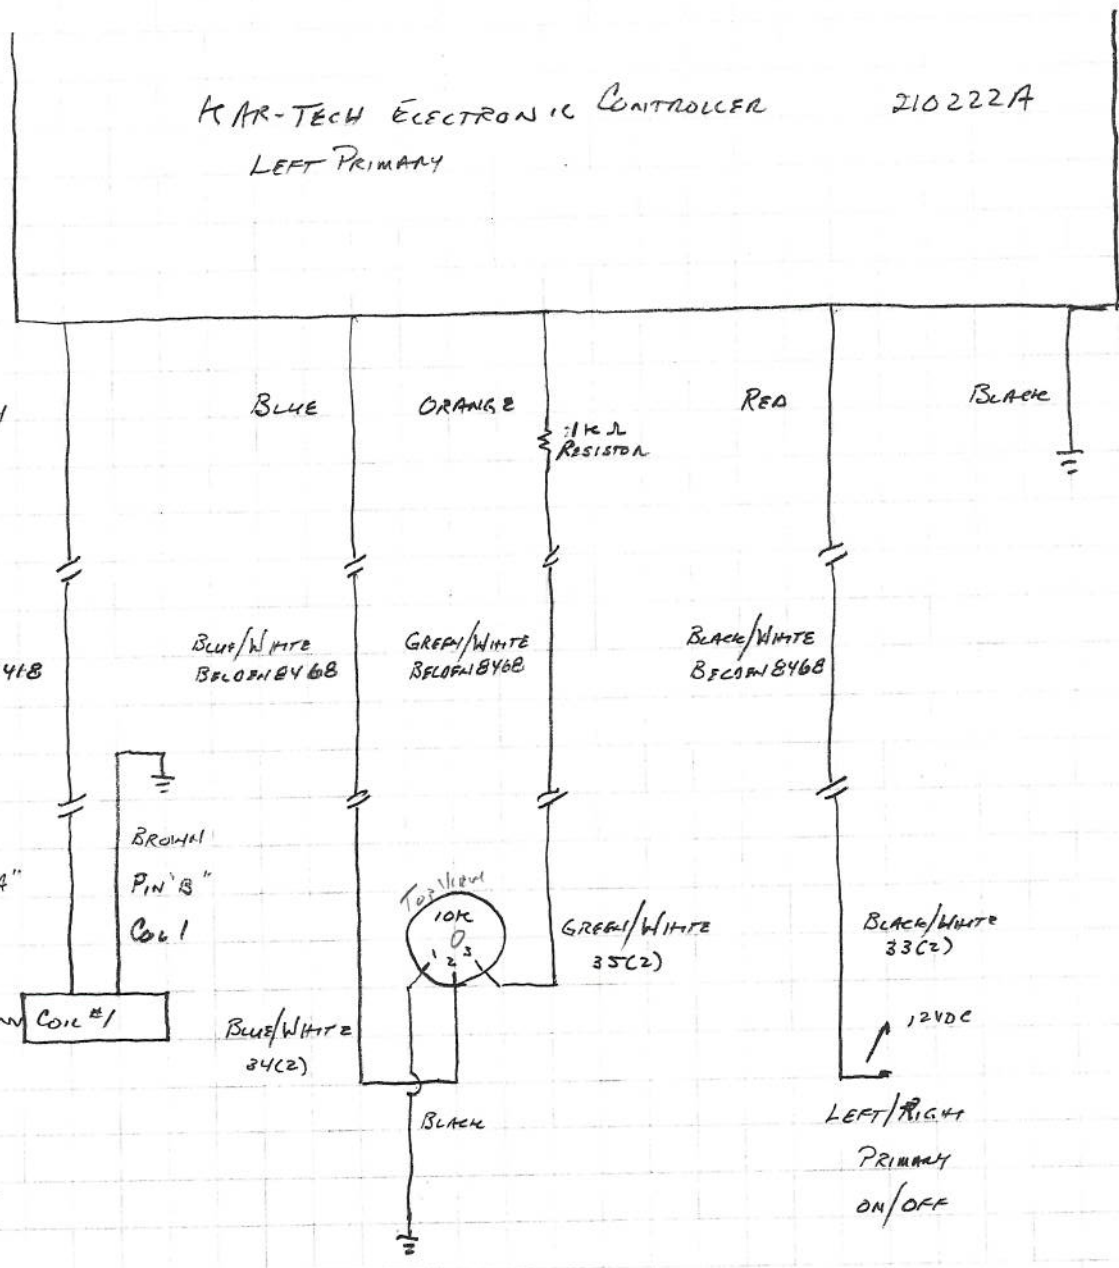 KAR-TECH ELECTRONIC CONTROLLER 210222A
LEFT PRIMARY
BLUE
ORANGE
RED
BLACK
1K Ω
RESISTOR
BLUE/WHITE
BELDEN 8468
GREEN/WHITE
BELDEN 8468
BLACK/WHITE
BELDEN 8468
418
BROWN
PIN "B"
COIL 1
A"
TOP VIEW
10K
1 2 3
GREEN/WHITE
35(2)
BLACK/WHITE
33(2)
COIL #1
BLUE/WHITE
34(2)
12VDC
BLACK
LEFT/RIGHT
PRIMARY
ON/OFF